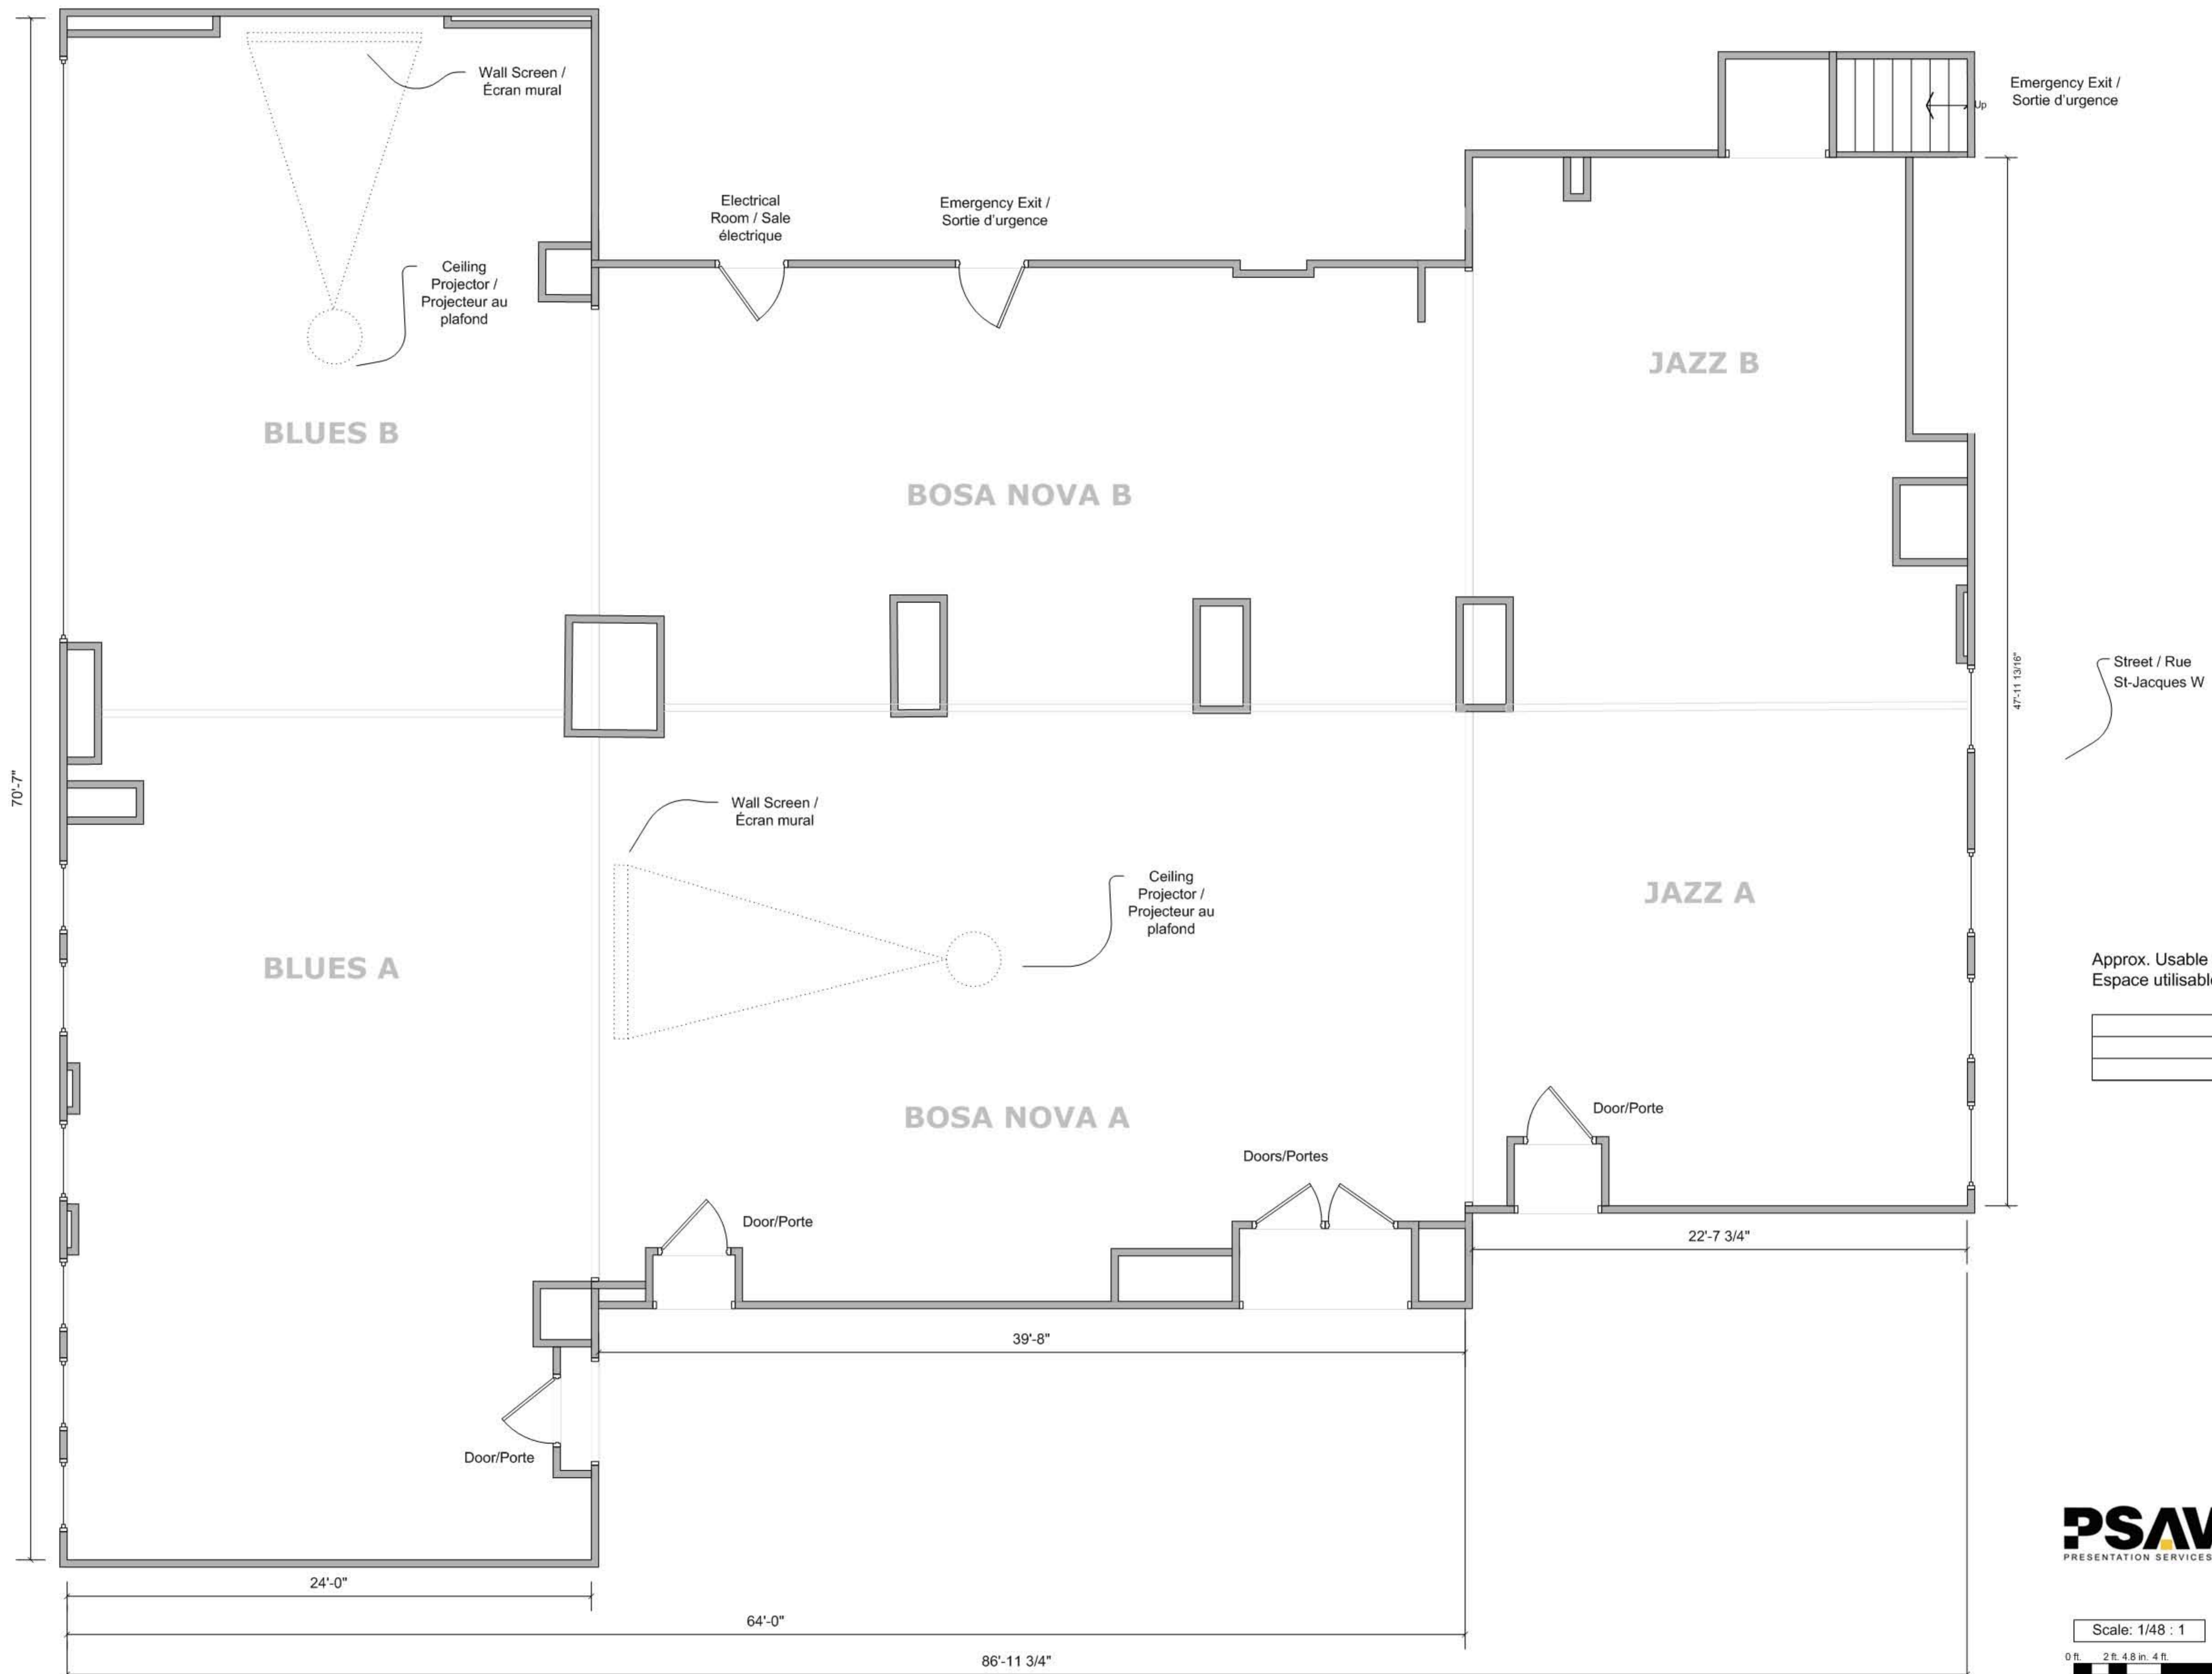 Wall Screen /
Écran mural
Emergency Exit /
Sortie d'urgence
Up
Electrical
Room / Sale
électrique
Emergency Exit /
Sortie d'urgence
Ceiling
Projector /
Projecteur au
plafond
JAZZ B
BLUES B
BOSA NOVA B
Street / Rue
St-Jacques W
47'-11 13/16"
70'-7"
Wall Screen /
Écran mural
Ceiling
Projector /
Projecteur au
plafond
JAZZ A
BLUES A
Approx. Usable
Espace utilisable
BOSA NOVA A
Door/Porte
Doors/Portes
Door/Porte
22'-7 3/4"
39'-8"
Door/Porte
PSAV
PRESENTATION SERVICES
24'-0"
64'-0"
Scale: 1/48 : 1
86'-11 3/4"
0 ft. 2 ft. 4.8 in. 4 ft.